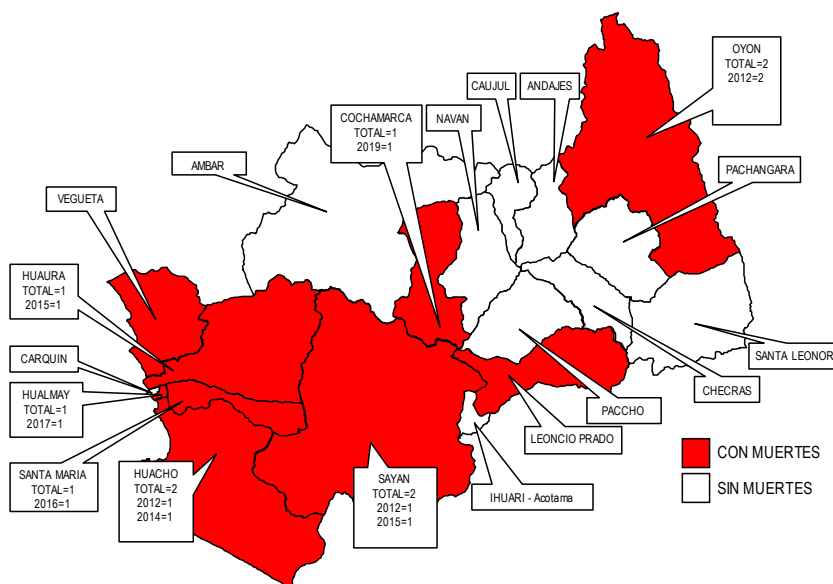 OYON
TOTAL=2
2012=2
CAUJUL
ANDAJES
COCHAMARCA
TOTAL=1
2019=1
NAVAN
AMBAR
PACHANGARA
VEGUETA
HUAURA
TOTAL=1
2015=1
CARQUIN
HUALMAY
TOTAL=1
2017=1
SANTA MARIA
TOTAL=1
2016=1
HUACHO
TOTAL=2
2012=1
2014=1
SAYAN
TOTAL=2
2012=1
2015=1
IHUARI - Acotama
LEONCIO PRADO
PACCHO
CHECRAS
SANTA LEONOR
CON MUERTES
SIN MUERTES